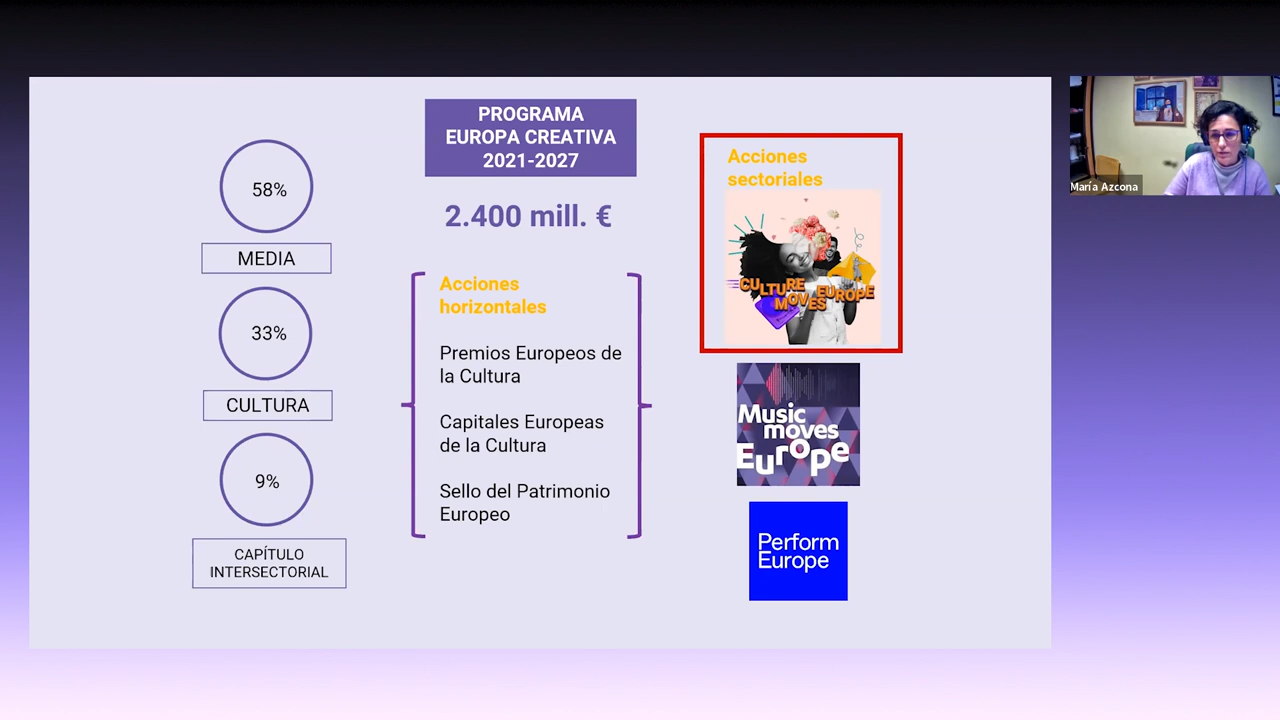 PROGRAMA
EUROPA CREATIVA
2021-2027
2.400 mill. €
58%
MEDIA
33%
CULTURA
9%
CAPÍTULO
INTERSECTORIAL
Acciones
horizontales
Premios Europeos de
la Cultura
Capitales Europeas
de la Cultura
Sello del Patrimonio
Europeo
Acciones
sectoriales
CULTURE
MOVES EUROPE
Music
moves
Europe
Perform
Europe
María Azcona